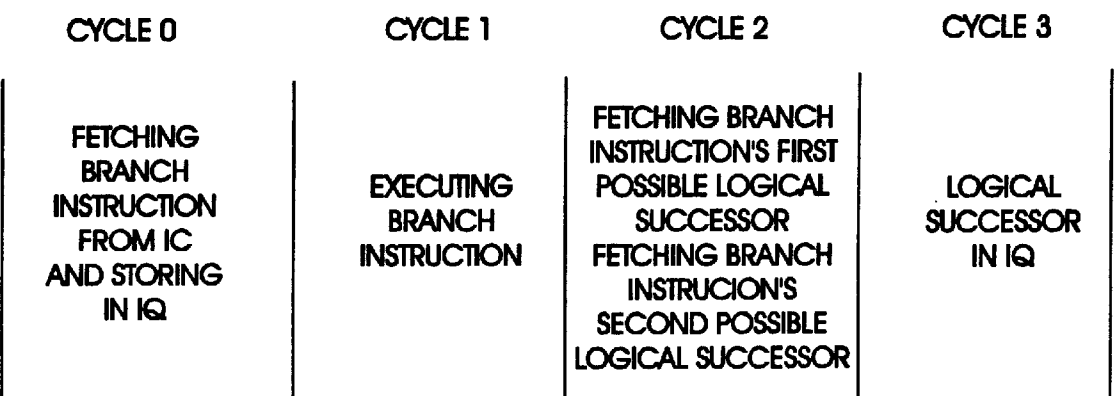 CYCLE 0
CYCLE 1
CYCLE 2
CYCLE 3
FETCHING
BRANCH
INSTRUCTION
FROM IC
AND STORING
IN IQ
EXECUTING
BRANCH
INSTRUCTION
FETCHING BRANCH
INSTRUCTION'S FIRST
POSSIBLE LOGICAL
SUCCESSOR
FETCHING BRANCH
INSTRUCION'S
SECOND POSSIBLE
LOGICAL SUCCESSOR
LOGICAL
SUCCESSOR
IN IQ